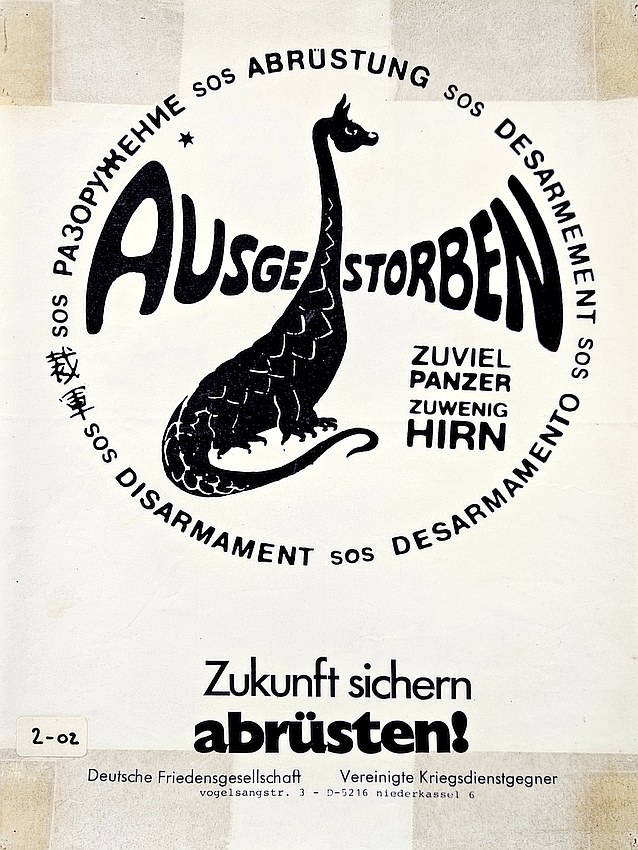 SOS ABRÜSTUNG SOS DESARMEMENT SOS DESARMAMENTO SOS DISARMAMENT SOS 裁軍 SOS РАЗОРУЖЕНИЕ
AUSGESTORBEN
ZUVIEL
PANZER
ZUWENIG
HIRN
Zukunft sichern
abrüsten!
2-02
Deutsche Friedensgesellschaft Vereinigte Kriegsdienstgegner
vogelsangstr. 3 - D-5216 niederkassel 6